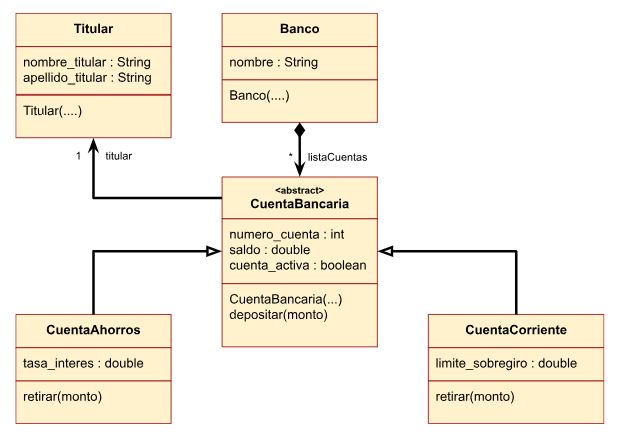 Titular
nombre_titular : String
apellido_titular : String
Titular(....)
Banco
nombre : String
Banco(....)
1 titular
* listaCuentas
<abstract>
CuentaBancaria
numero_cuenta : int
saldo : double
cuenta_activa : boolean
CuentaBancaria(...)
depositar(monto)
CuentaAhorros
tasa_interes : double
retirar(monto)
CuentaCorriente
limite_sobregiro : double
retirar(monto)